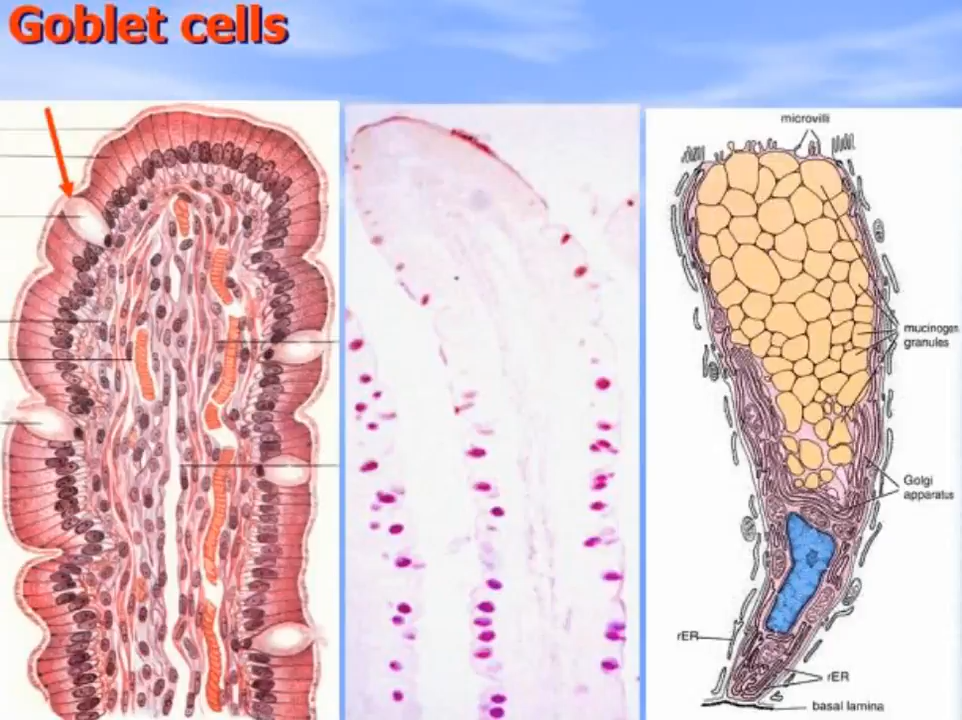 Goblet cells
microvilli
mucinogen
granules
Golgi
apparatus
rER
rER
basal lamina